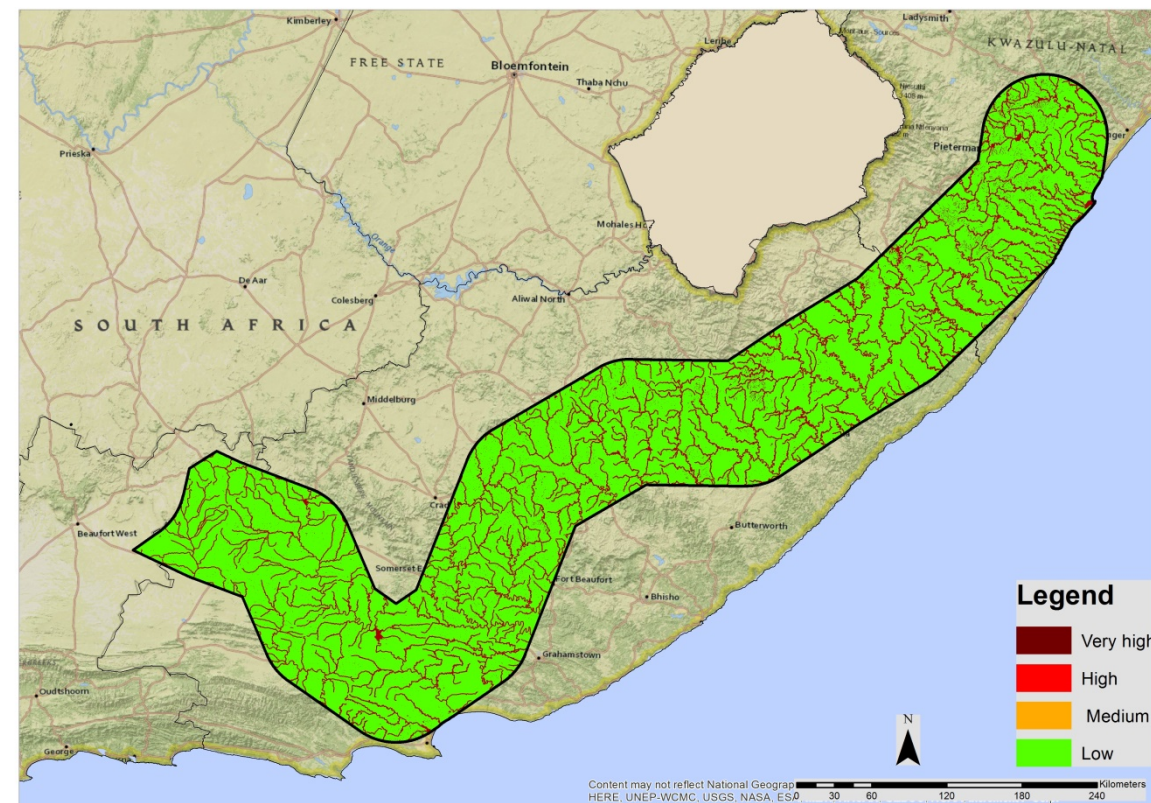 Kimberley
Ladysmith
KWAZULU-NATAL
FREE STATE
Bloemfontein
Thaba Nchu
Prieska
Pieterma
nger
Mohales H
Orange
De Aar
Colesberg
Aliwal North
SOUTH AFRICA
Middelburg
Beaufort West
Butterworth
Somerset E
Fort Beaufort
Bhisho
Grahamstown
Oudtshoorn
George
Legend
Very high
High
Medium
Low
N
Content may not reflect National Geograp
HERE, UNEP-WCMC, USGS, NASA, ESA
Kilometers
0 30 60 120 180 240